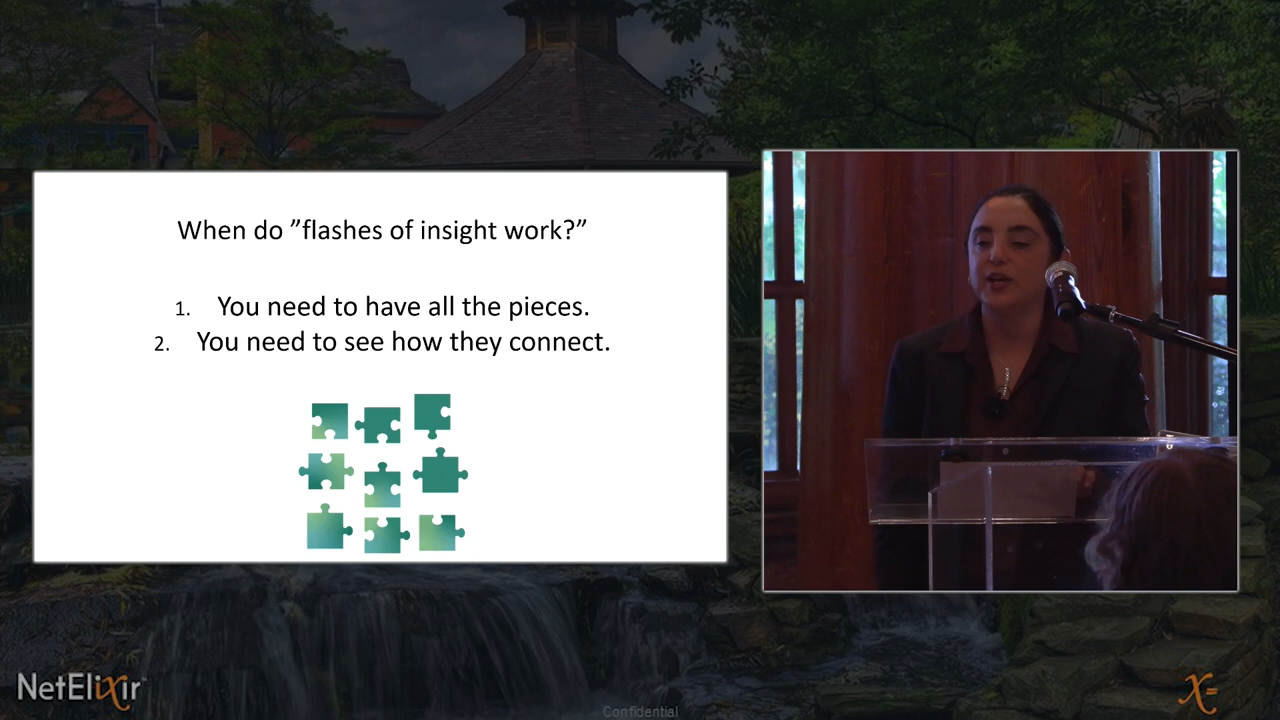 When do ”flashes of insight work?”
1. You need to have all the pieces.
2. You need to see how they connect.
NetElixir™
X=
Confidential